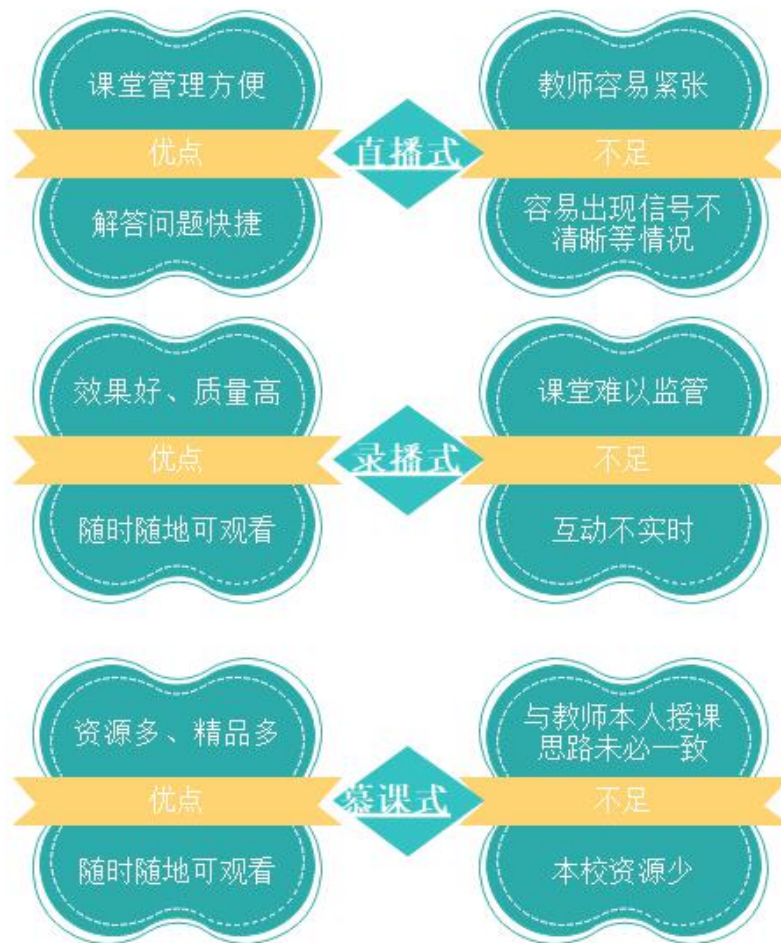 课堂管理方便
教师容易紧张
优点
直播式
不足
解答问题快捷
容易出现信号不
清晰等情况
效果好、质量高
课堂难以监管
优点
录播式
不足
随时随地可观看
互动不实时
资源多、精品多
与教师本人授课
思路未必一致
优点
慕课式
不足
随时随地可观看
本校资源少